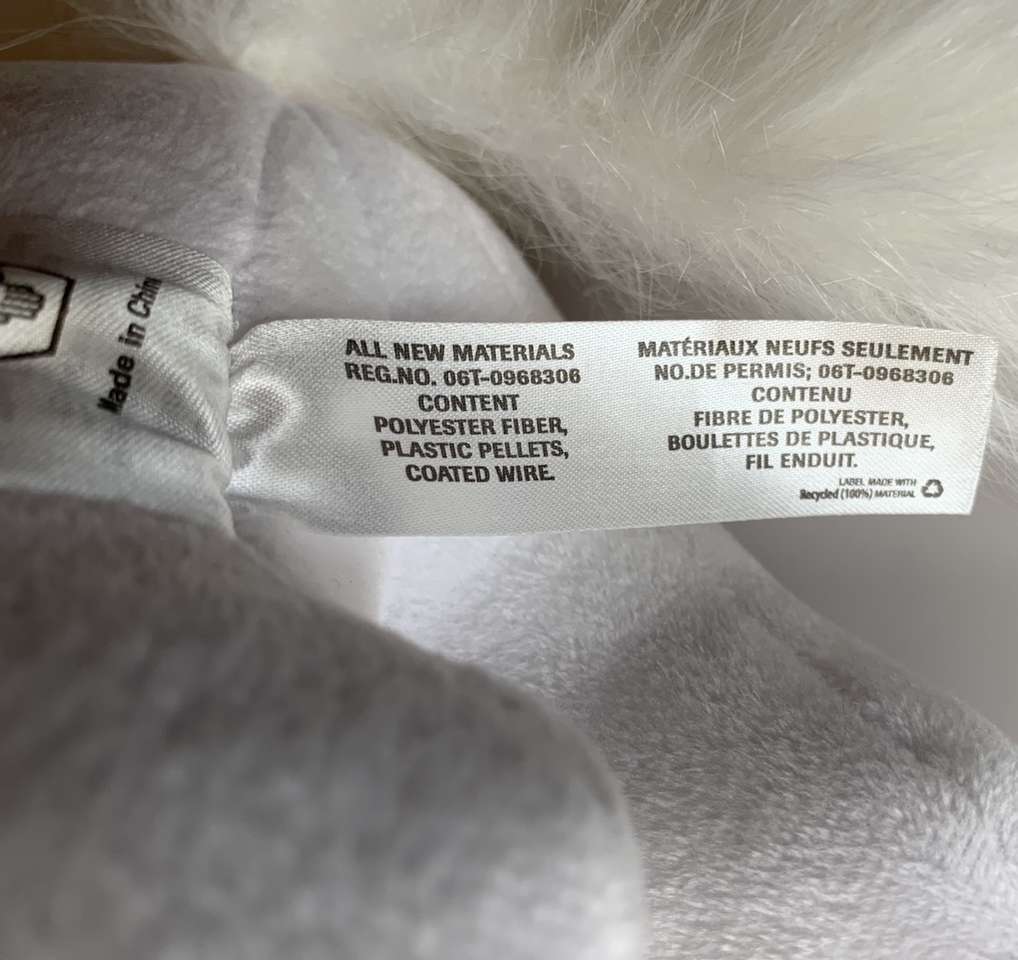 Made in China
ALL NEW MATERIALS
REG.NO. 06T-0968306
CONTENT
POLYESTER FIBER,
PLASTIC PELLETS,
COATED WIRE.
MATÉRIAUX NEUFS SEULEMENT
NO.DE PERMIS; 06T-0968306
CONTENU
FIBRE DE POLYESTER,
BOULETTES DE PLASTIQUE,
FIL ENDUIT.
LABEL MADE WITH
Recycled (100%) MATERIAL